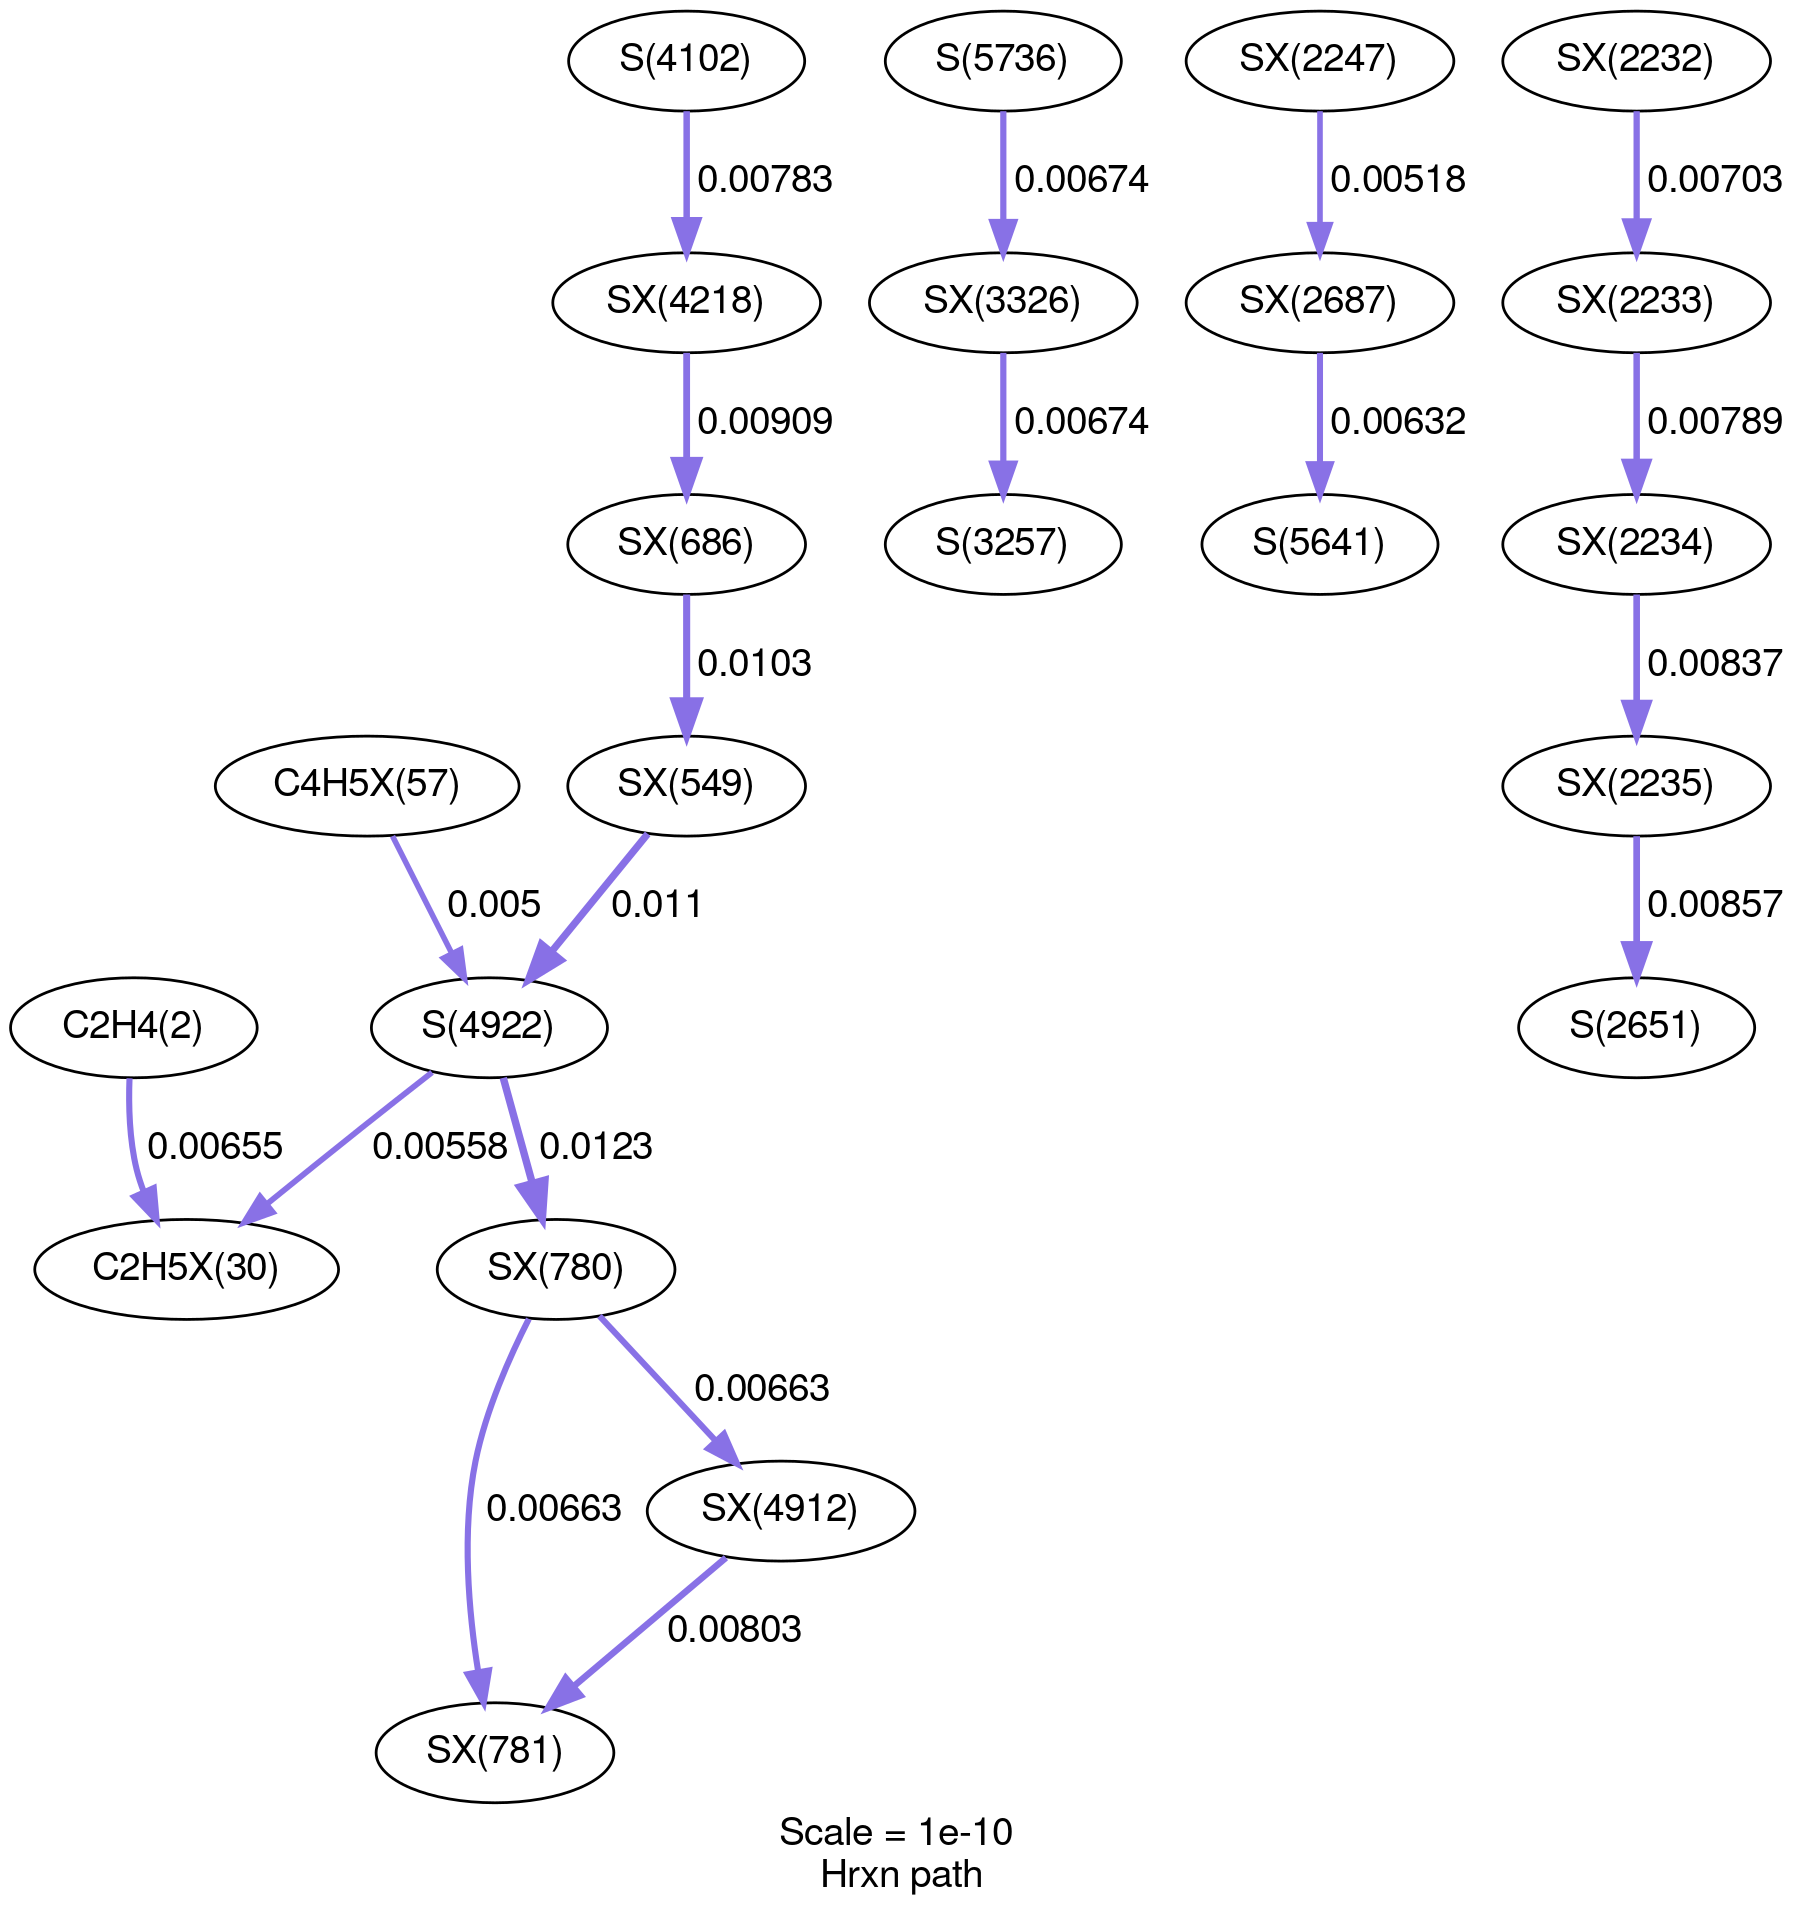 S(4102)
S(5736)
SX(2247)
SX(2232)
0.00783
0.00674
0.00518
0.00703
SX(4218)
SX(3326)
SX(2687)
SX(2233)
0.00909
0.00674
0.00632
0.00789
SX(686)
S(3257)
S(5641)
SX(2234)
0.0103
0.00837
C4H5X(57)
SX(549)
SX(2235)
0.005
0.011
0.00857
C2H4(2)
S(4922)
S(2651)
0.00655
0.00558
0.0123
C2H5X(30)
SX(780)
0.00663
0.00663
SX(4912)
0.00803
SX(781)
Scale = 1e-10
Hrxn path